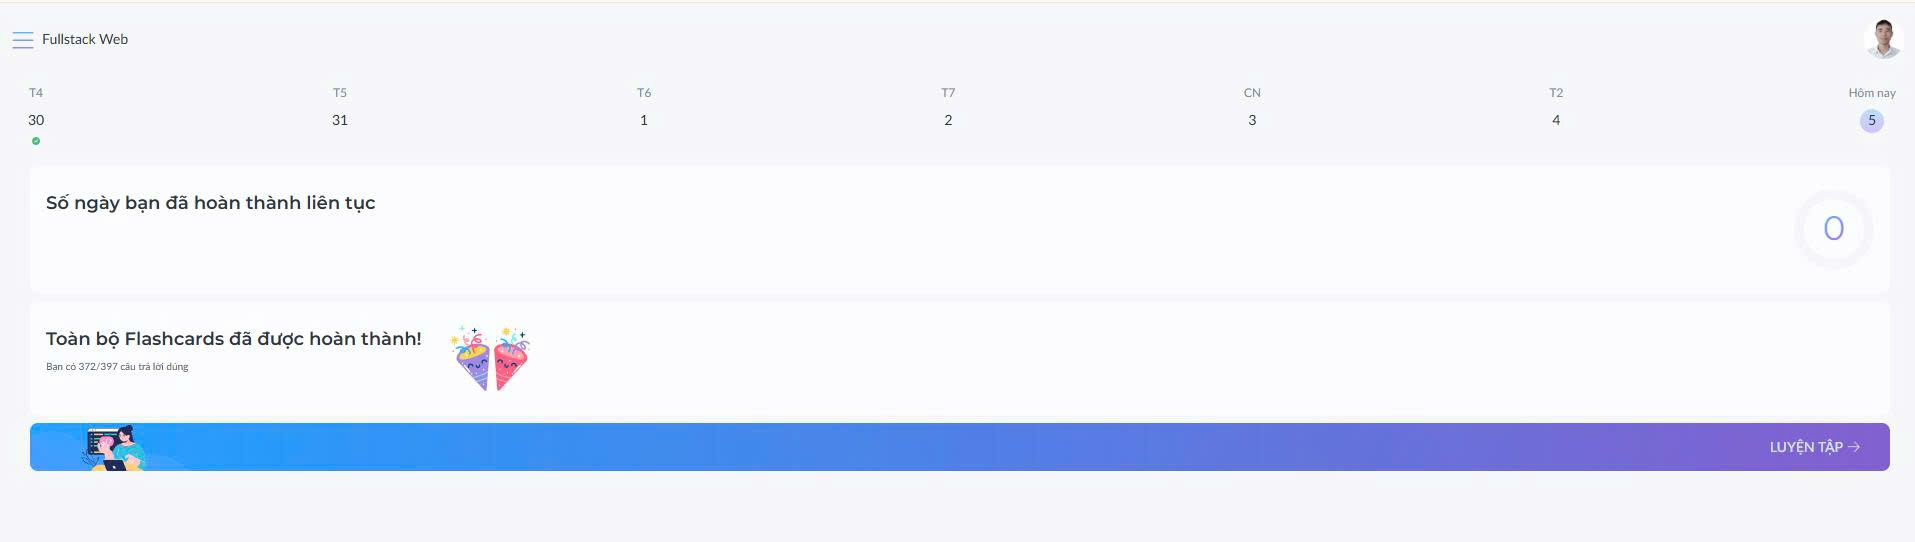 Fullstack Web
T4 T5 T6 T7 CN T2 Hôm nay
30 31 1 2 3 4 5
Số ngày bạn đã hoàn thành liên tục
0
Toàn bộ Flashcards đã được hoàn thành!
Bạn có 372/397 câu trả lời đúng
LUYỆN TẬP